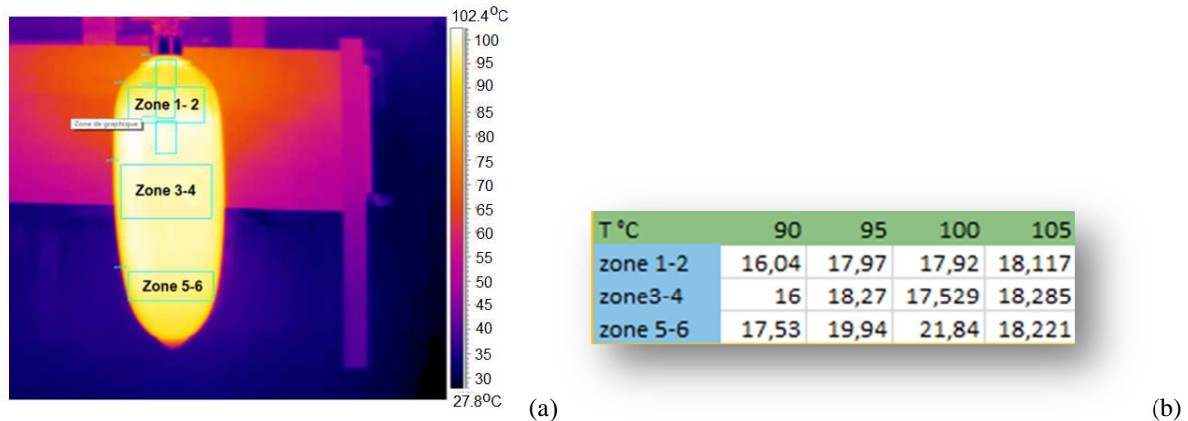 102.4°C
100
95
90
85
80
75
70
65
60
55
50
45
40
35
30
27.8°C
Zone 1- 2
Zone de graphique
Zone 3-4
Zone 5-6
(a)
T °C 90 95 100 105
zone 1-2 16,04 17,97 17,92 18,117
zone3-4 16 18,27 17,529 18,285
zone 5-6 17,53 19,94 21,84 18,221
(b)